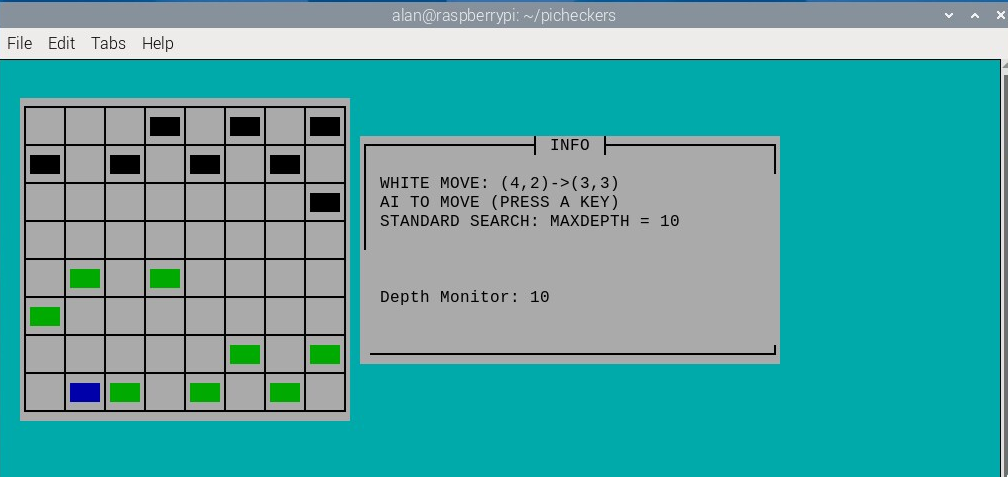 alan@raspberrypi: ~/picheckers
File Edit Tabs Help
INFO
WHITE MOVE: (4,2)->(3,3)
AI TO MOVE (PRESS A KEY)
STANDARD SEARCH: MAXDEPTH = 10
Depth Monitor: 10